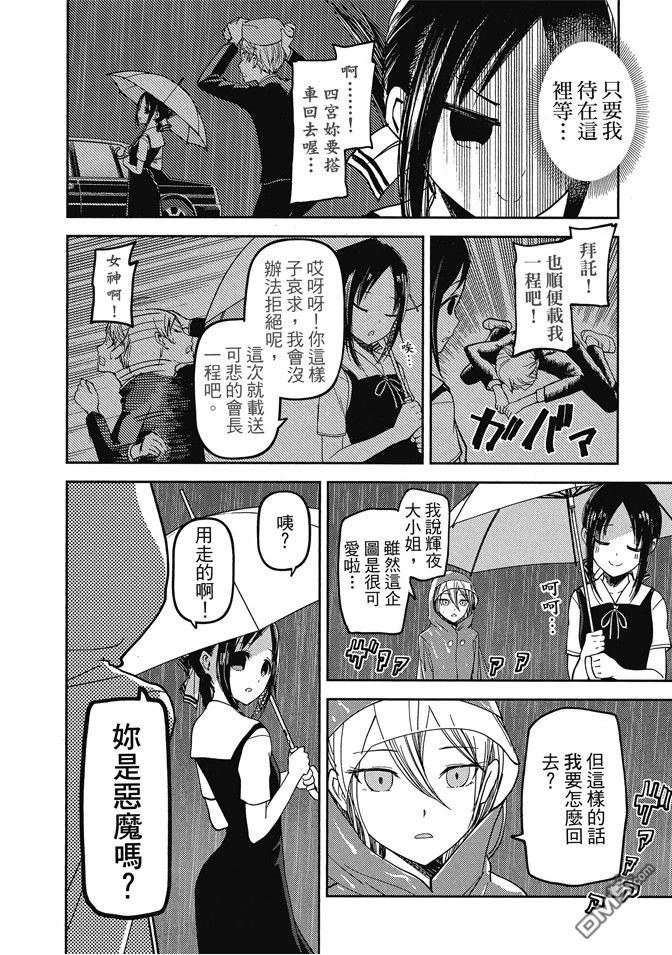 只要我
待在這
裡等…
啊……！
四宮妳要搭
車回去喔…
拜託！
也順便載我
一程吧！
ガバァ
唉…
哎呀呀！你這樣
子哀求，我會沒
辦法拒絕呢，
這次就載送
可悲的會長
一程吧。
女神啊！
呵呵…
我說輝夜
大小姐，
雖然這企
圖是很可
愛啦…
ザァァ
但這樣的話
我要怎麼回
去？
ザァァ
咦？
用走的啊！
妳是惡魔嗎？
DM5.COM